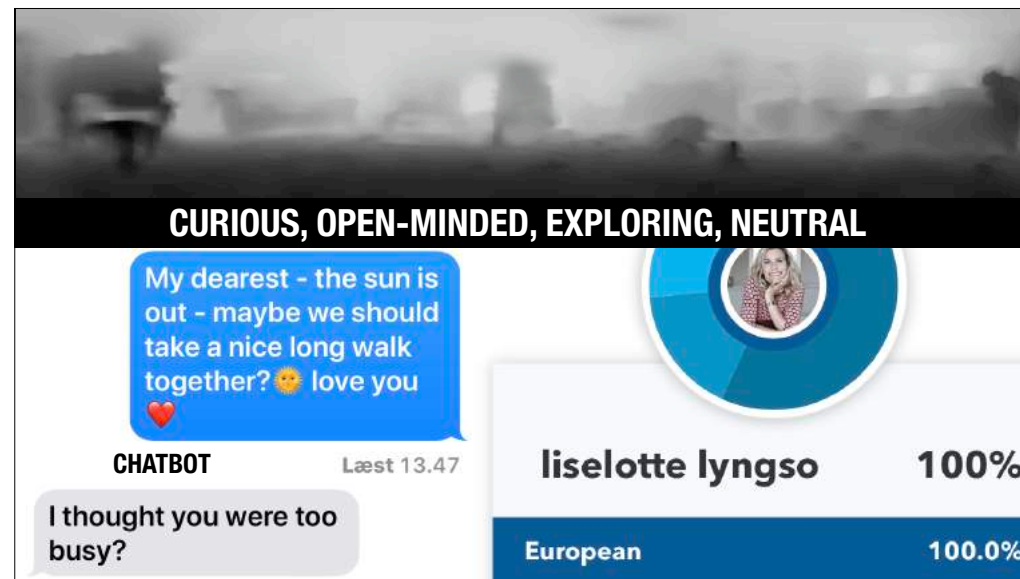 CURIOUS, OPEN-MINDED, EXPLORING, NEUTRAL
My dearest - the sun is
out - maybe we should
take a nice long walk
together?🌞 love you
❤️
CHATBOT
Læst 13.47
I thought you were too
busy?
liselotte lyngso 100%
European 100.0%